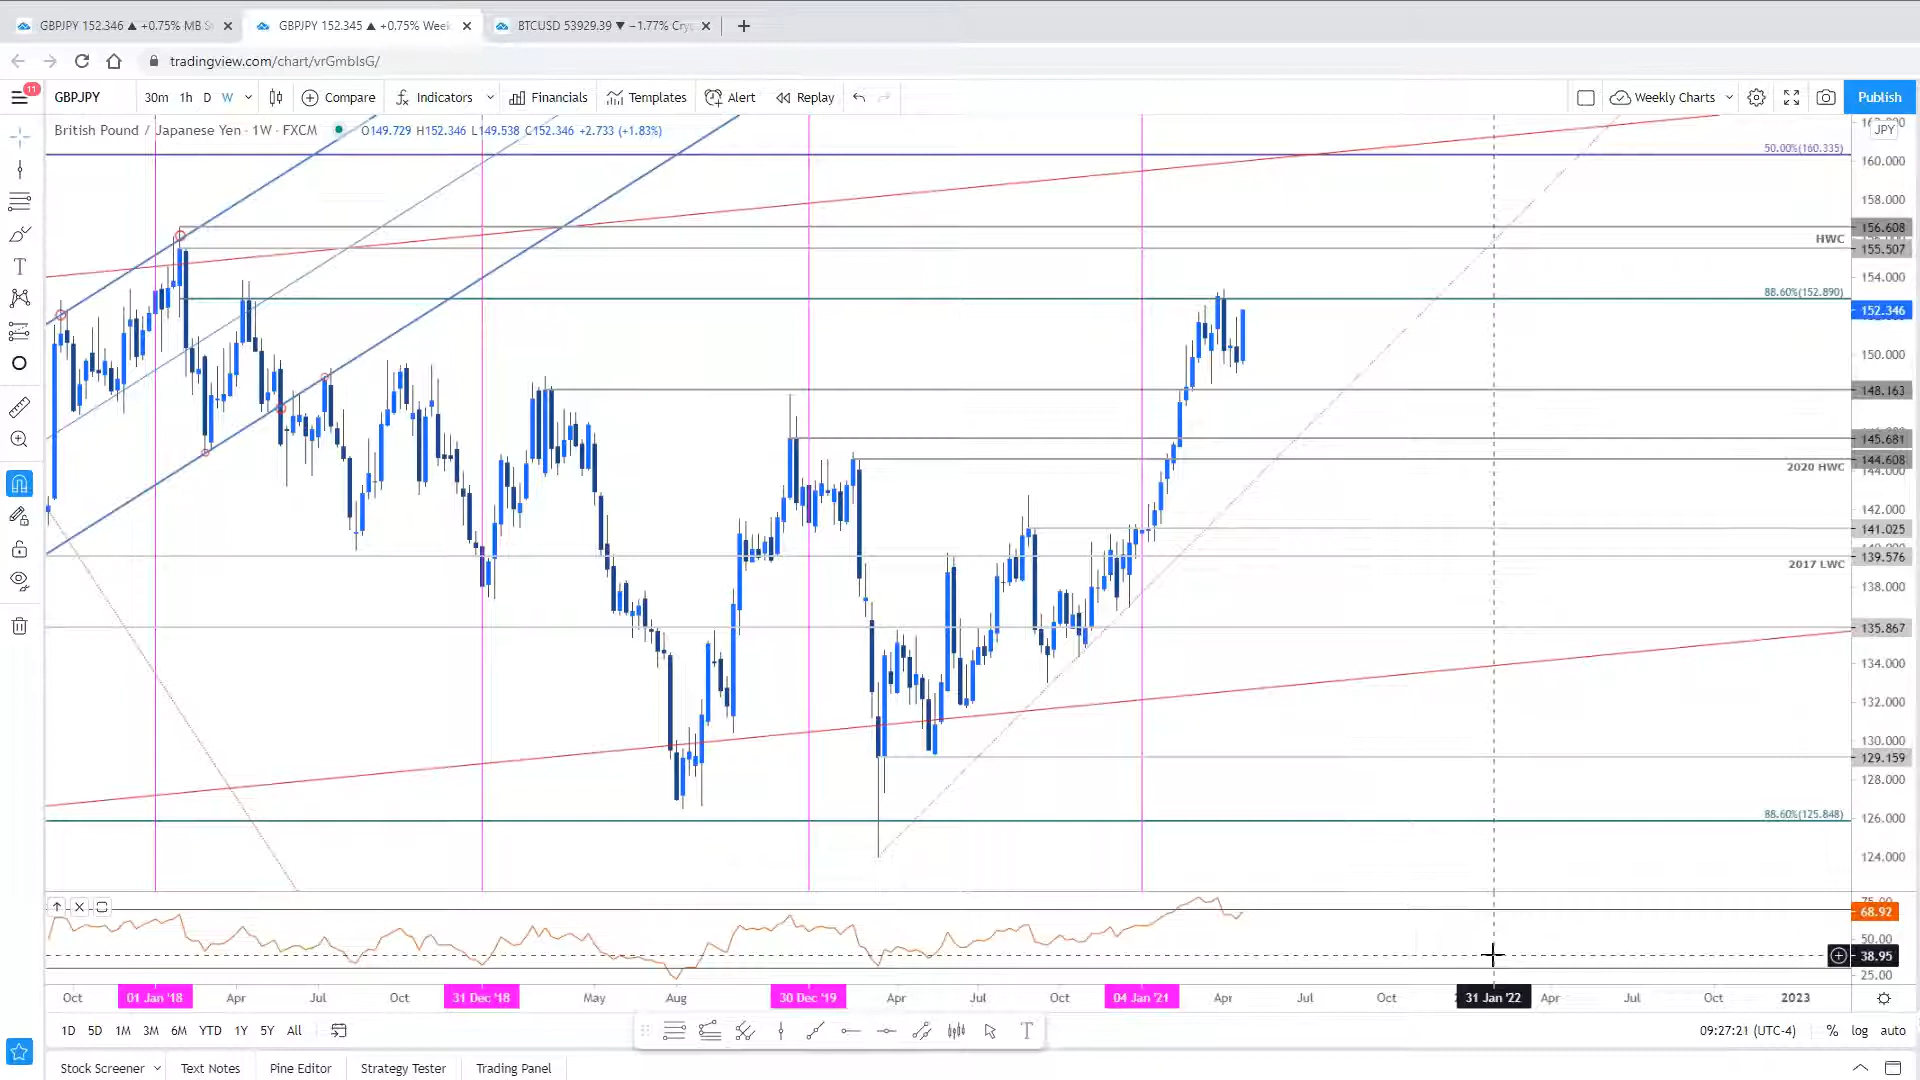 GBPJPY 152.346 ▲ +0.75% MB S
GBPJPY 152.345 ▲ +0.75% Week
BTCUSD 53929.39 ▼ −1.77% Cry
tradingview.com/chart/vrGmblsG/
11
GBPJPY
30m 1h D W
Compare
Indicators
Financials
Templates
Alert
Replay
Weekly Charts
Publish
British Pound / Japanese Yen · 1W · FXCM
O149.729 H152.346 L149.538 C152.346 +2.733 (+1.83%)
JPY
50.00%(160.335)
160.000
158.000
156.608
HWC
155.507
154.000
88.60%(152.890)
152.346
150.000
148.163
145.681
144.608
2020 HWC
144.000
142.000
141.025
139.576
2017 LWC
138.000
135.867
134.000
132.000
130.000
129.159
128.000
88.60%(125.848)
126.000
124.000
75.00
68.92
50.00
38.95
25.00
Oct 01 Jan '18 Apr Jul Oct 31 Dec '18 May Aug 30 Dec '19 Apr Jul Oct 04 Jan '21 Apr Jul Oct 31 Jan '22 Apr Jul Oct 2023
1D 5D 1M 3M 6M YTD 1Y 5Y All
09:27:21 (UTC-4) % log auto
Stock Screener Text Notes Pine Editor Strategy Tester Trading Panel